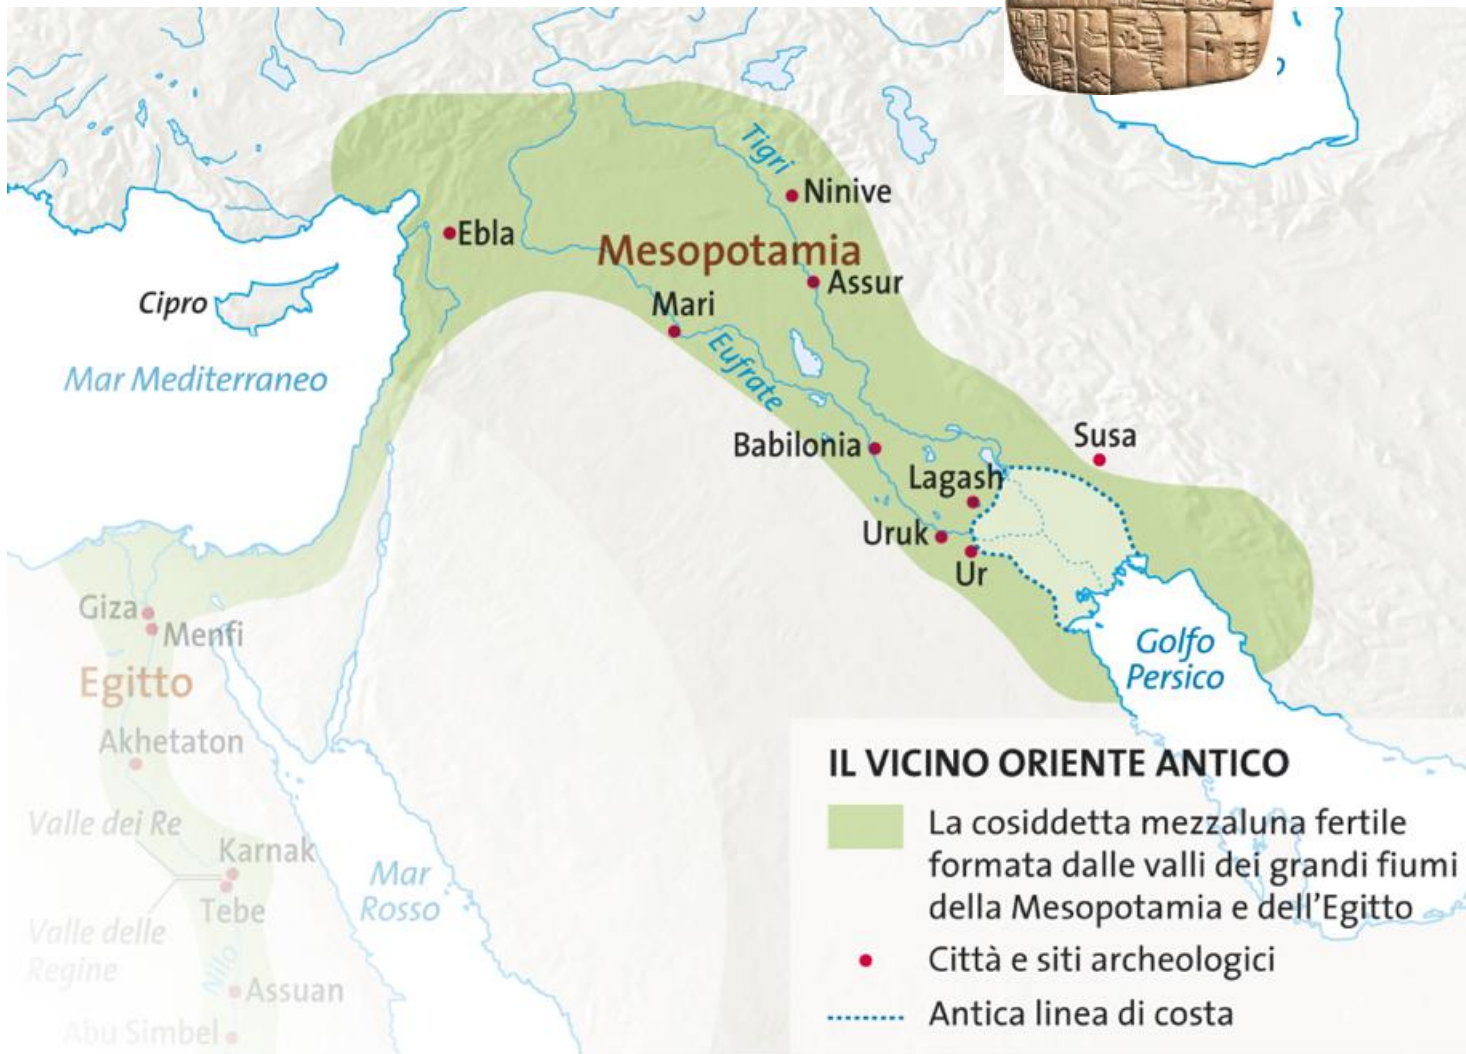 Tigri
Ninive
Ebla
Mesopotamia
Assur
Cipro
Mari
Eufrate
Mar Mediterraneo
Babilonia
Susa
Lagash
Uruk
Ur
Giza
Menfi
Golfo
Persico
Egitto
Akhetaton
Valle dei Re
Karnak
Mar
Rosso
Tebe
Valle delle
Regine
Nilo
Assuan
Abu Simbel
IL VICINO ORIENTE ANTICO
La cosiddetta mezzaluna fertile
formata dalle valli dei grandi fiumi
della Mesopotamia e dell'Egitto
Città e siti archeologici
Antica linea di costa